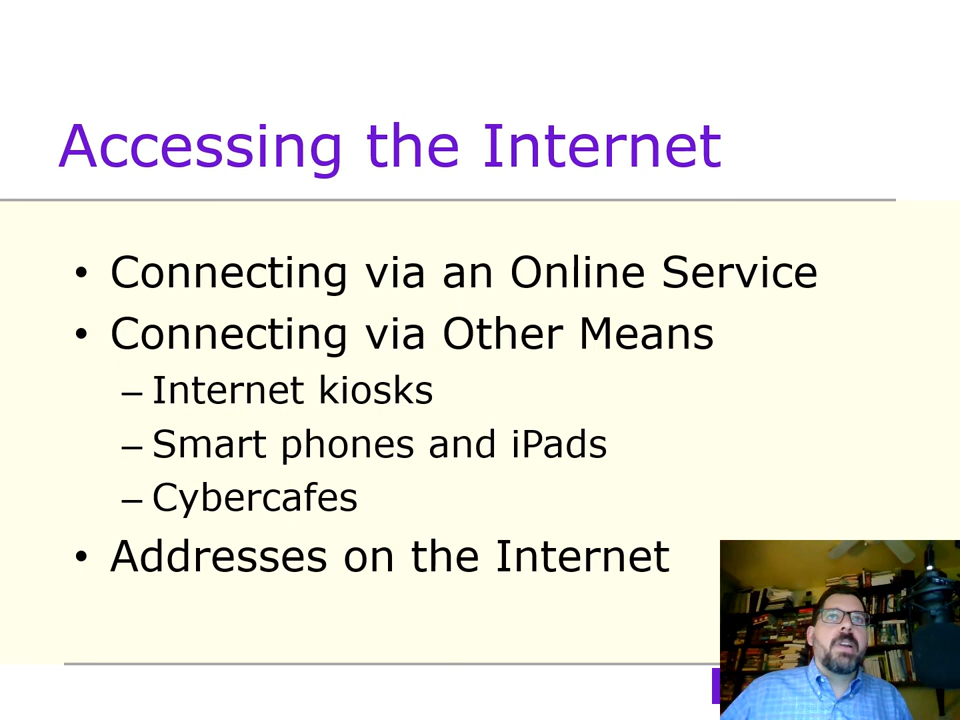 Accessing the Internet
• Connecting via an Online Service
• Connecting via Other Means
– Internet kiosks
– Smart phones and iPads
– Cybercafes
• Addresses on the Internet